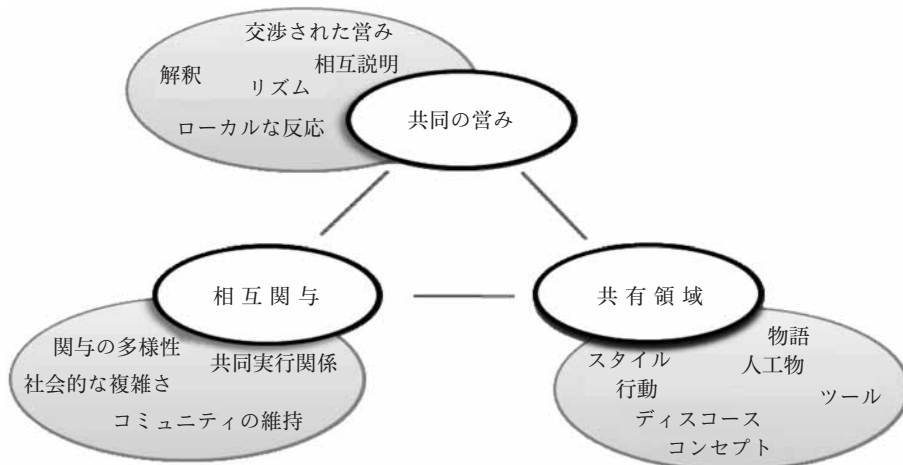 交渉された営み
相互説明
解釈
リズム
ローカルな反応
共同の営み
相互関与
共有領域
関与の多様性
共同実行関係
社会的な複雑さ
コミュニティの維持
物語
スタイル
人工物
行動
ツール
ディスコース
コンセプト